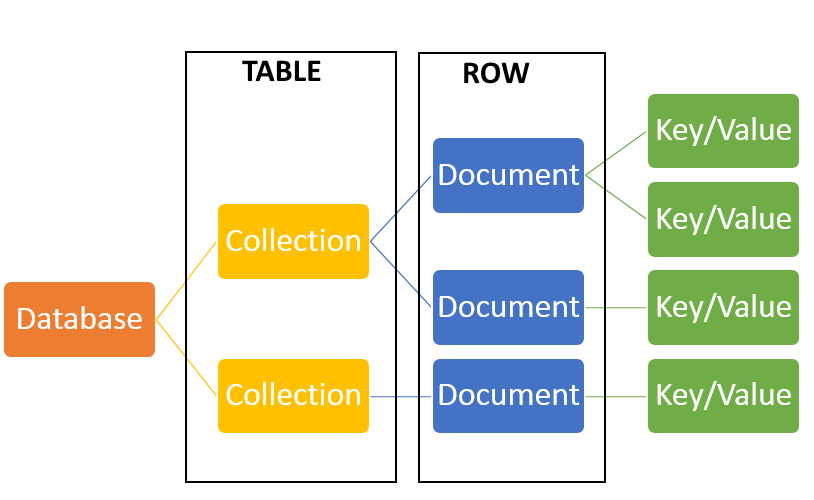 TABLE
ROW
Database
Collection
Collection
Document
Document
Document
Key/Value
Key/Value
Key/Value
Key/Value